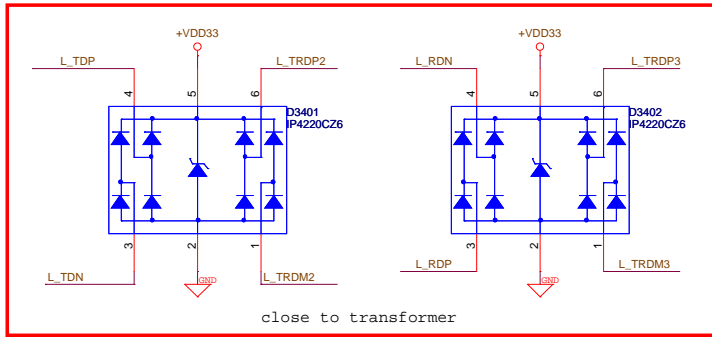 +VDD33 +VDD33
L_TDP L_TRDP2 L_RDN L_TRDP3
4 5 6 4 5 6
D3401 D3402
IP4220CZ6 IP4220CZ6
3 2 1 3 2 1
L_TDN GND L_TRDM2 L_RDP GND L_TRDM3
close to transformer